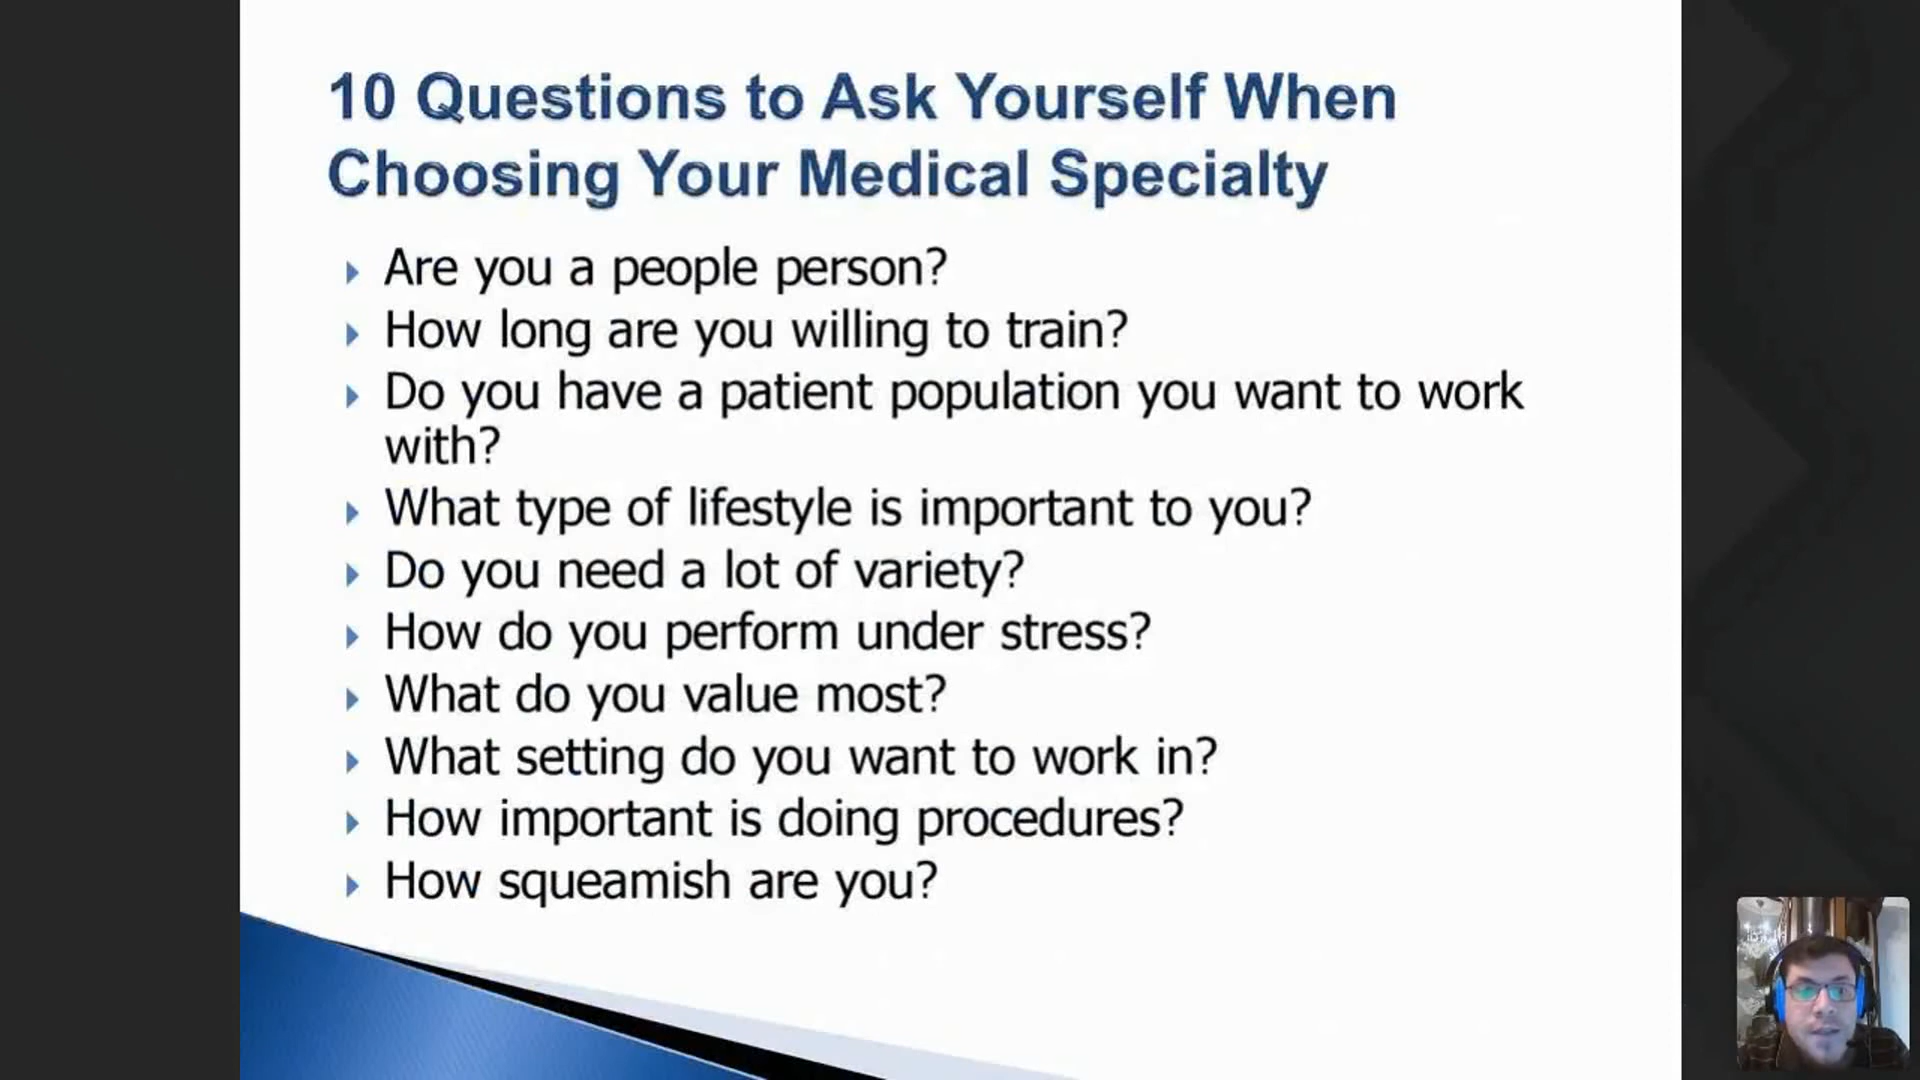 10 Questions to Ask Yourself When
Choosing Your Medical Specialty
Are you a people person?
How long are you willing to train?
Do you have a patient population you want to work
with?
What type of lifestyle is important to you?
Do you need a lot of variety?
How do you perform under stress?
What do you value most?
What setting do you want to work in?
How important is doing procedures?
How squeamish are you?